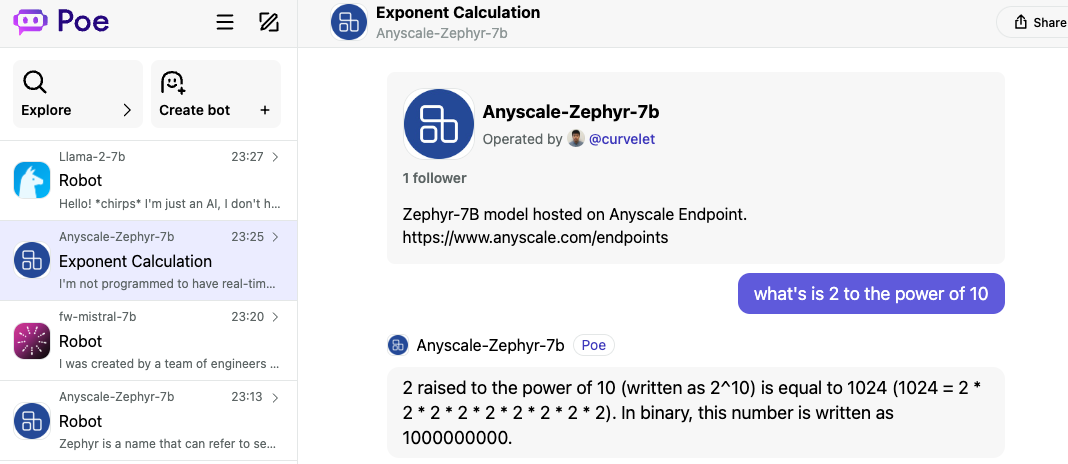 Poe
Explore
Create bot +
Llama-2-7b 23:27
Robot
Hello! *chirps* I'm just an AI, I don't h...
Anyscale-Zephyr-7b 23:25
Exponent Calculation
I'm not programmed to have real-tim...
fw-mistral-7b 23:20
Robot
I was created by a team of engineers ...
Anyscale-Zephyr-7b 23:13
Robot
Zephyr is a name that can refer to se...
Exponent Calculation
Anyscale-Zephyr-7b
Share
Anyscale-Zephyr-7b
Operated by @curvelet
1 follower
Zephyr-7B model hosted on Anyscale Endpoint.
https://www.anyscale.com/endpoints
what's is 2 to the power of 10
Anyscale-Zephyr-7b Poe
2 raised to the power of 10 (written as 2^10) is equal to 1024 (1024 = 2 *
2 * 2 * 2 * 2 * 2 * 2 * 2 * 2). In binary, this number is written as
1000000000.